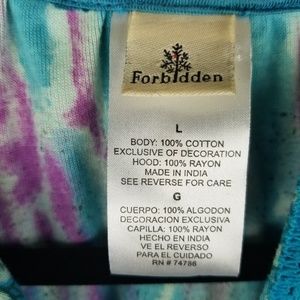 Forbidden
L
BODY: 100% COTTON
EXCLUSIVE OF DECORATION
HOOD: 100% RAYON
MADE IN INDIA
SEE REVERSE FOR CARE
G
CUERPO: 100% ALGODON
DECORACION EXCLUSIVA
CAPILLA: 100% RAYON
HECHO EN INDIA
VE EL REVERSO
PARA EL CUIDADO
RN # 74786